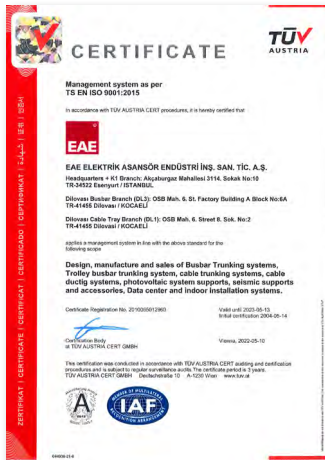 CERTIFICATE
TÜV
AUSTRIA
Management system as per
TS EN ISO 9001:2015
In accordance with TÜV AUSTRIA CERT procedures, it is hereby certified that
EAE
EAE ELEKTRİK ASANSÖR ENDÜSTRİ İNŞ. SAN. TİC. A.Ş.
Headquarters + K1 Branch: Akçaburgaz Mahallesi 3114. Sokak No:10
TR-34522 Esenyurt / ISTANBUL
Dilovası Busbar Branch (DL3): OSB Mah. 6. St. Factory Building A Block No:6A
TR-41455 Dilovası / KOCAELİ
Dilovası Cable Tray Branch (DL1): OSB Mah. 6. Street 8. Sok. No:2
TR-41455 Dilovası / KOCAELİ
applies a management system in line with the above standard for the
following scope
Design, manufacture and sales of Busbar Trunking systems,
Trolley busbar trunking system, cable trunking systems, cable
ductig systems, photovoltaic system supports, seismic supports
and accessories, Data center and indoor installation systems.
Certificate Registration No.
Valid until
Initial certification
Certification Body
at TÜV AUSTRIA CERT GMBH
Vienna, 2022-05-10
This certification was conducted in accordance with TÜV AUSTRIA CERT auditing and certification
procedures and is subject to regular surveillance audits. The certificate period is 3 years.
TÜV AUSTRIA CERT GMBH Deutschstraße 10 A-1230 Wien www.tuv.at
A
IAF
MEMBER OF MULTILATERAL
RECOGNITION ARRANGEMENT
ZERTIFIKAT | CERTIFICATE | CERTIFICAT | CERTIFICADO | СЕРТИФИКАТ